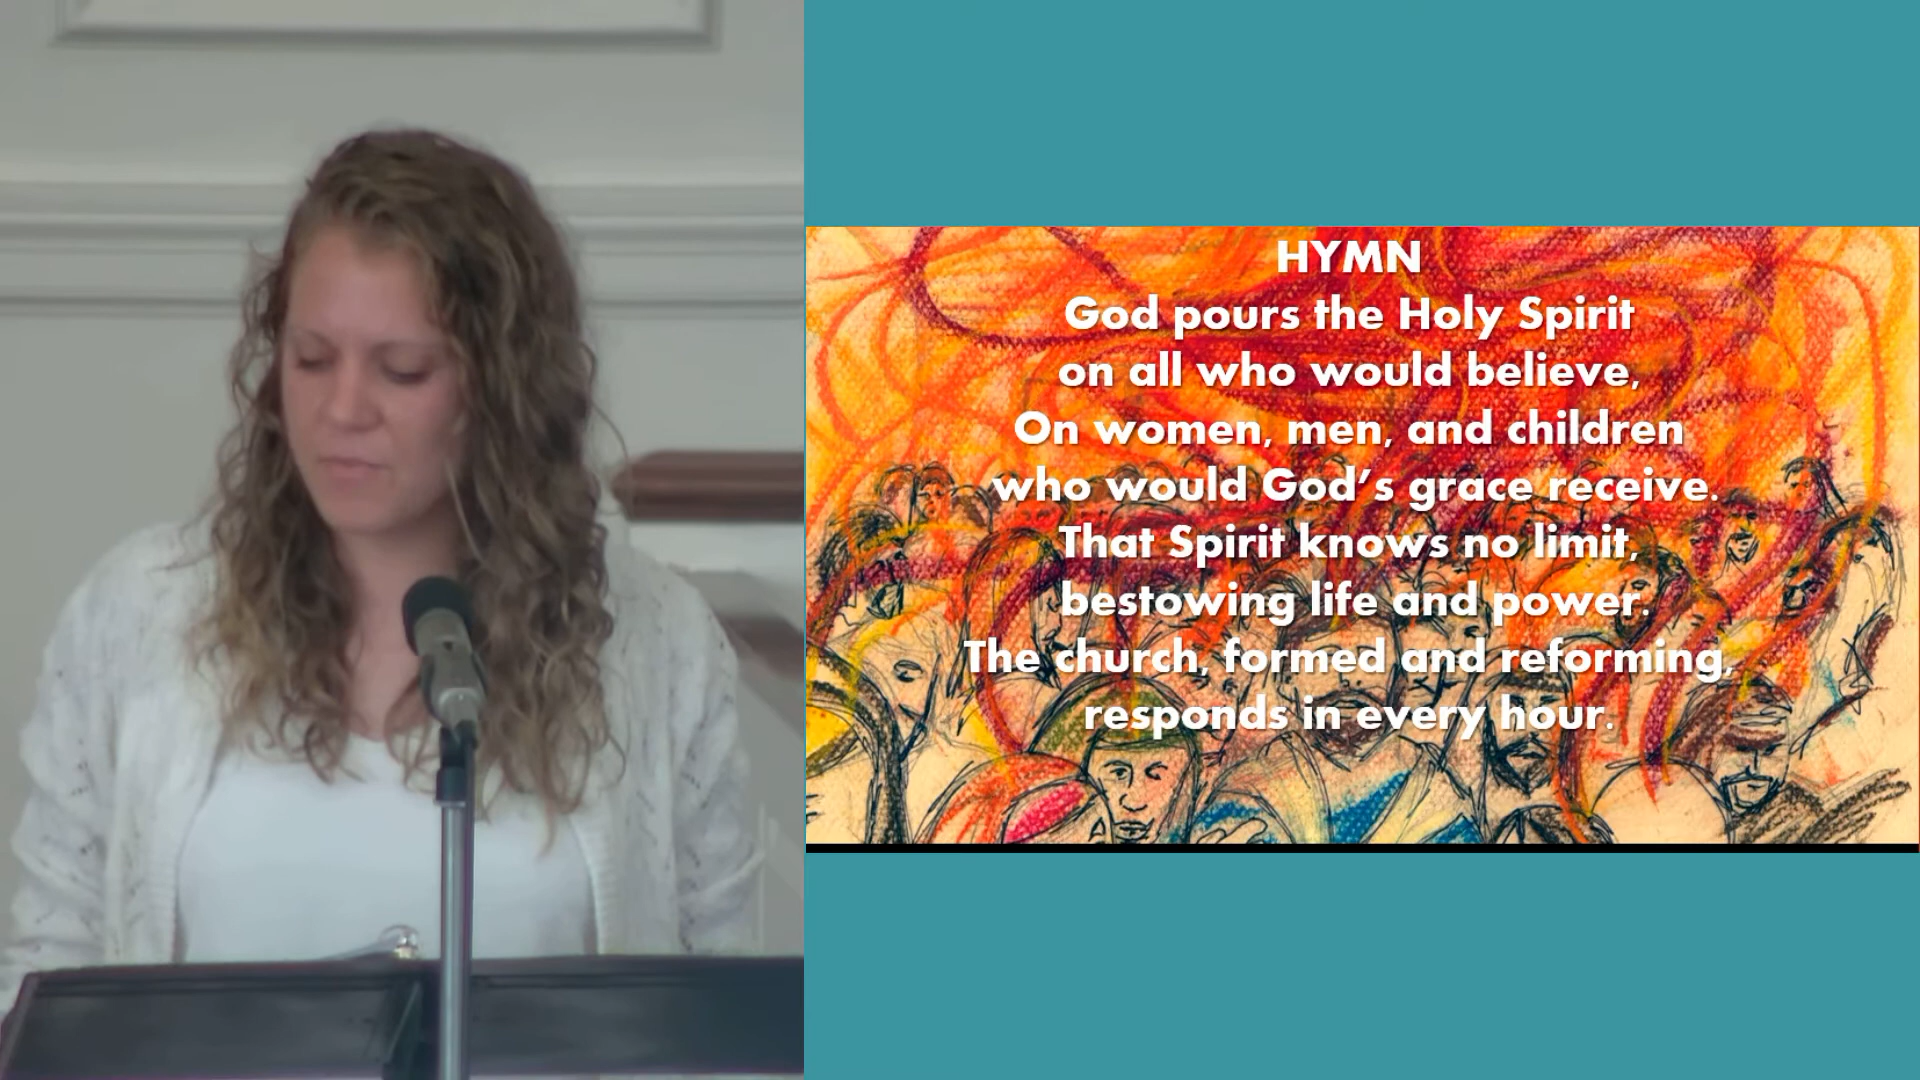 HYMN
God pours the Holy Spirit
on all who would believe,
On women, men, and children
who would God’s grace receive.
That Spirit knows no limit,
bestowing life and power.
The church, formed and reforming,
responds in every hour.